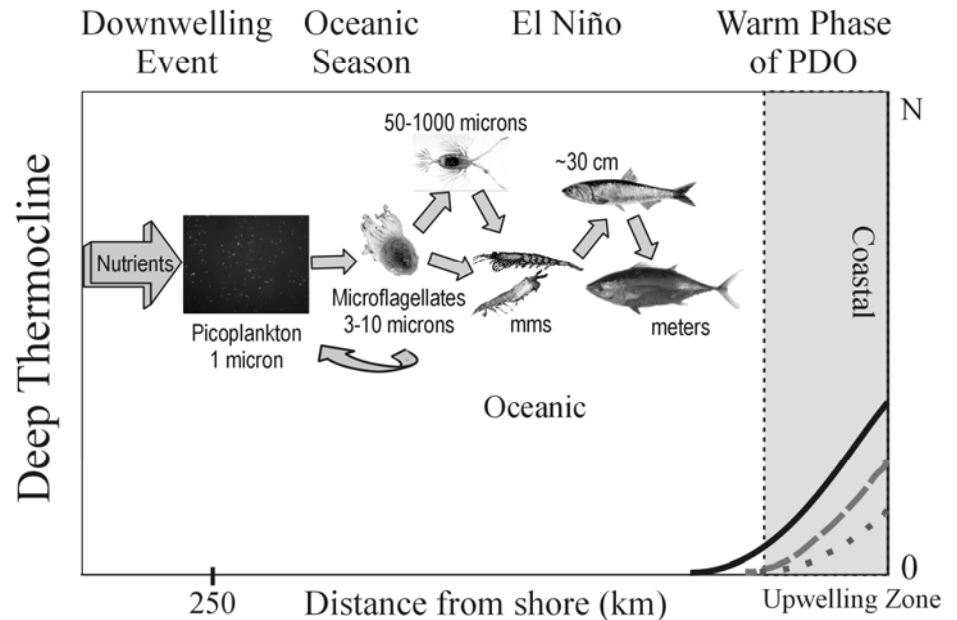 Downwelling
Event
Oceanic
Season
El Niño
Warm Phase
of PDO
Deep Thermocline
N
50-1000 microns
~30 cm
Nutrients
Coastal
Picoplankton
1 micron
Microflagellates
3-10 microns
mms
meters
Oceanic
0
250
Distance from shore (km)
Upwelling Zone